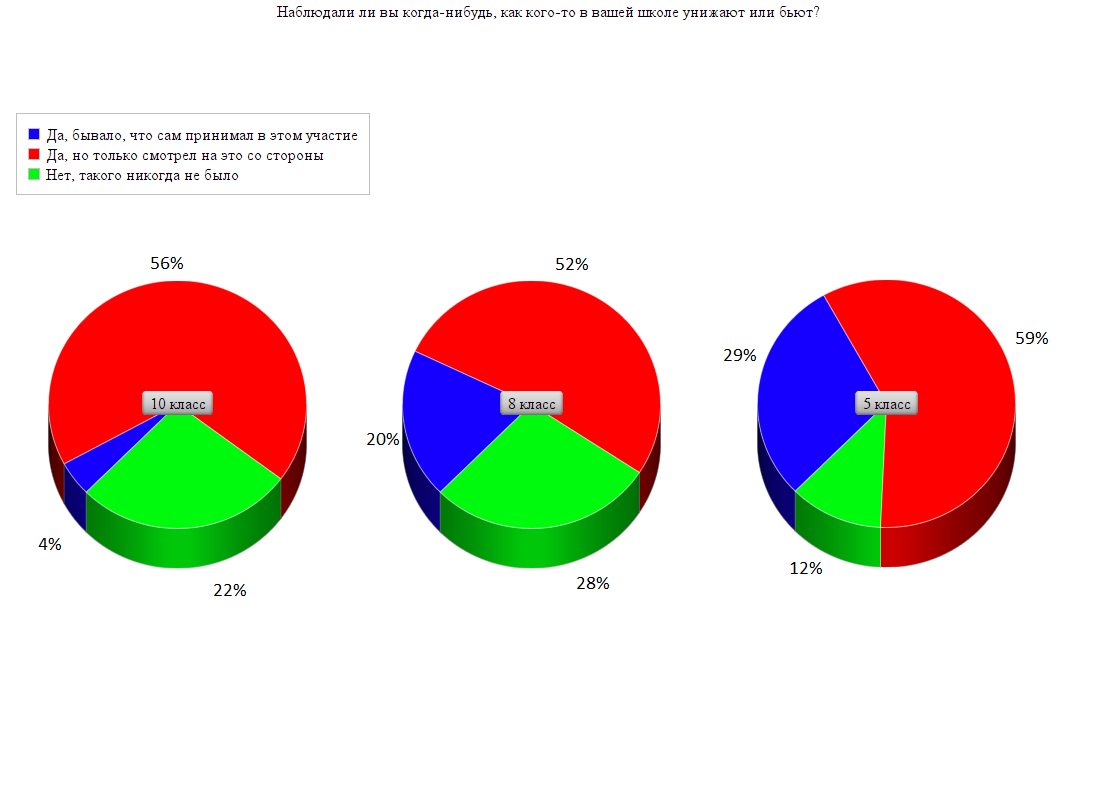 Наблюдали ли вы когда-нибудь, как кого-то в вашей школе унижают или бьют?
Да, бывало, что сам принимал в этом участие
Да, но только смотрел на это со стороны
Нет, такого никогда не было
56%
10 класс
4%
22%
52%
8 класс
20%
28%
59%
29%
5 класс
12%